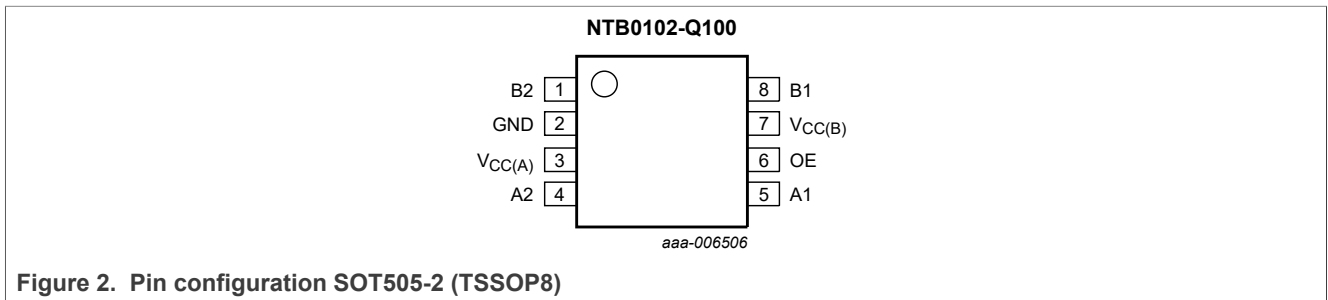 NTB0102-Q100
B2 1 8 B1
GND 2 7 VCC(B)
VCC(A) 3 6 OE
A2 4 5 A1
aaa-006506
Figure 2. Pin configuration SOT505-2 (TSSOP8)